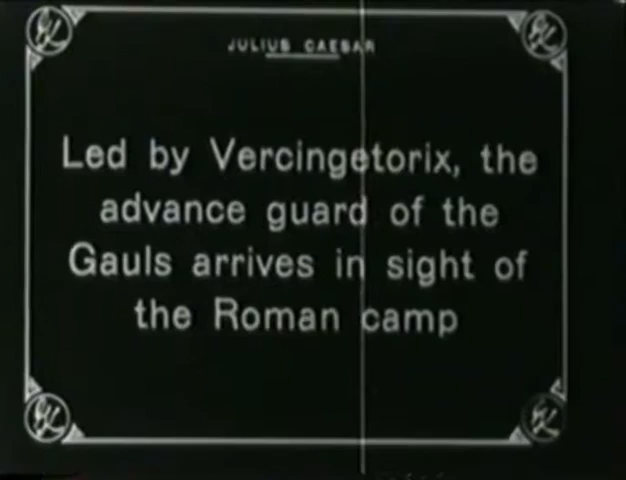 JULIUS CAESAR
Led by Vercingetorix, the
advance guard of the
Gauls arrives in sight of
the Roman camp